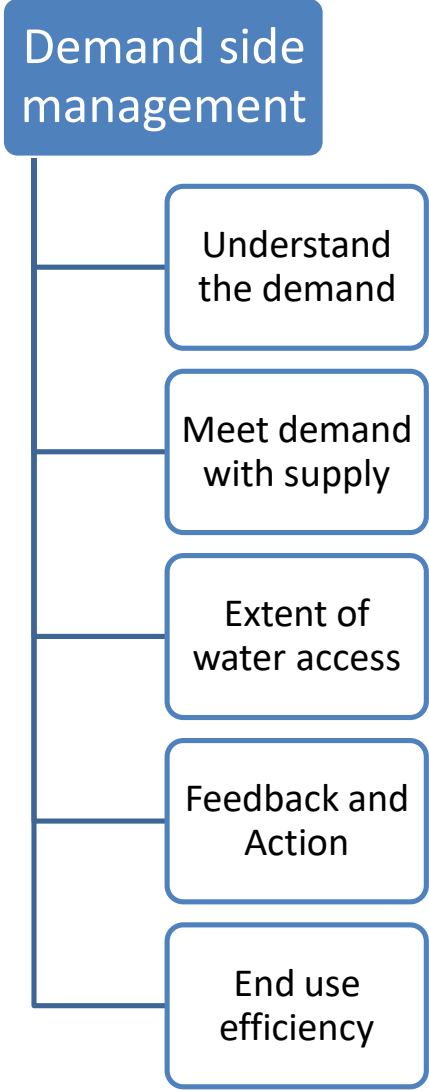 Demand side
management
Understand
the demand
Meet demand
with supply
Extent of
water access
Feedback and
Action
End use
efficiency